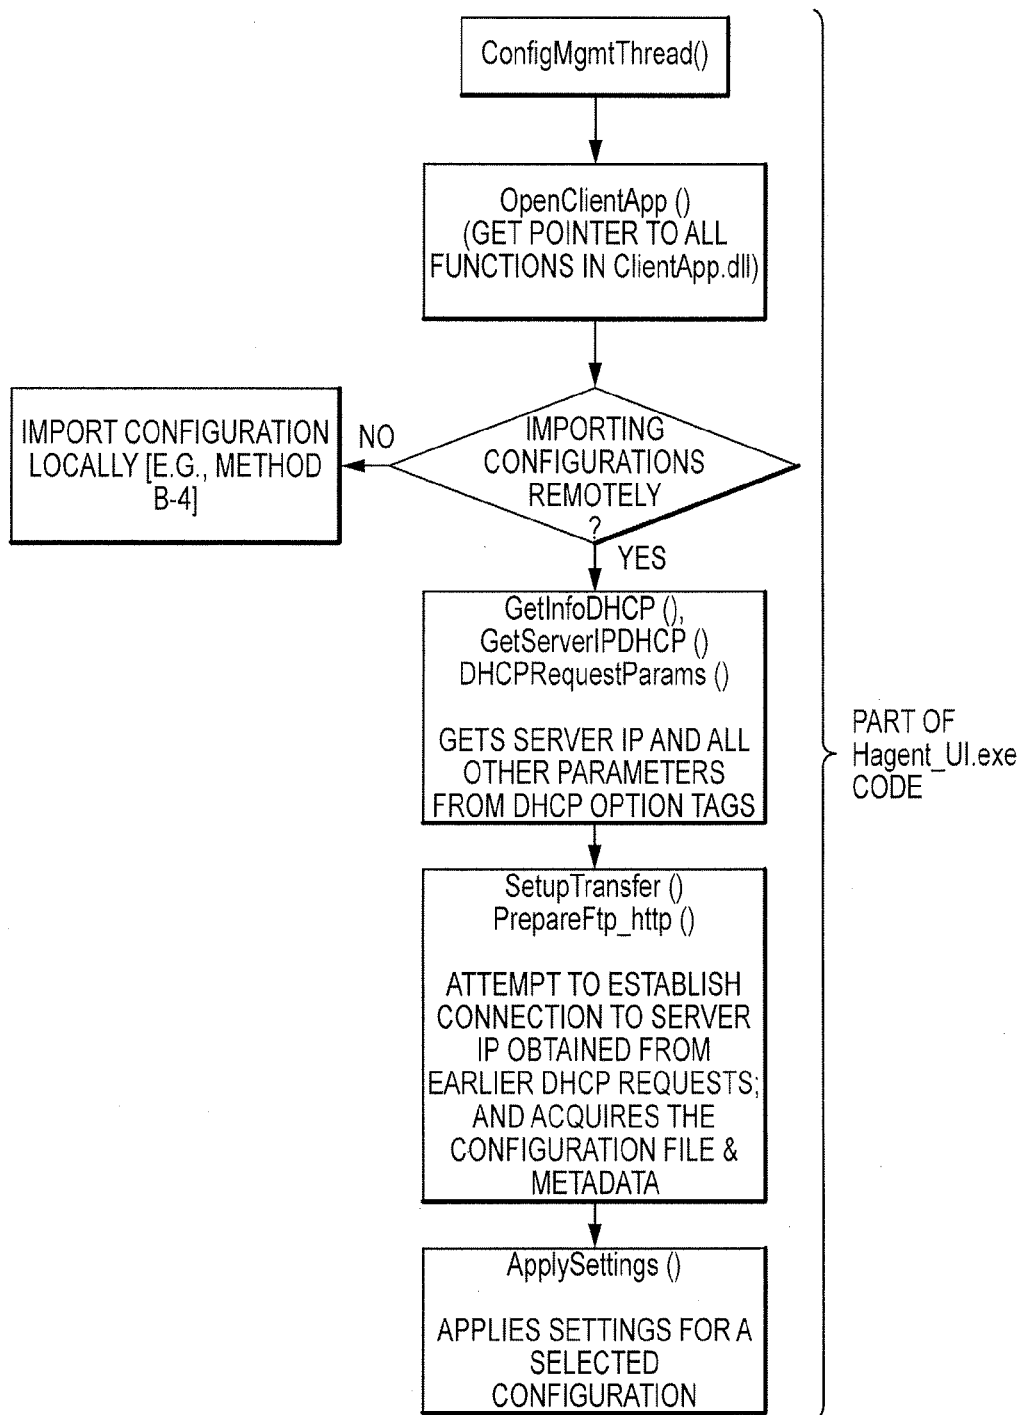 ConfigMgmtThread()
OpenClientApp ()
(GET POINTER TO ALL
FUNCTIONS IN ClientApp.dll)
IMPORTING
CONFIGURATIONS
REMOTELY
?
NO
IMPORT CONFIGURATION
LOCALLY [E.G., METHOD
B-4]
YES
GetInfoDHCP (),
GetServerIPDHCP ()
DHCPRequestParams ()
GETS SERVER IP AND ALL
OTHER PARAMETERS
FROM DHCP OPTION TAGS
SetupTransfer ()
PrepareFtp_http ()
ATTEMPT TO ESTABLISH
CONNECTION TO SERVER
IP OBTAINED FROM
EARLIER DHCP REQUESTS;
AND ACQUIRES THE
CONFIGURATION FILE &
METADATA
ApplySettings ()
APPLIES SETTINGS FOR A
SELECTED
CONFIGURATION
PART OF
Hagent_UI.exe
CODE